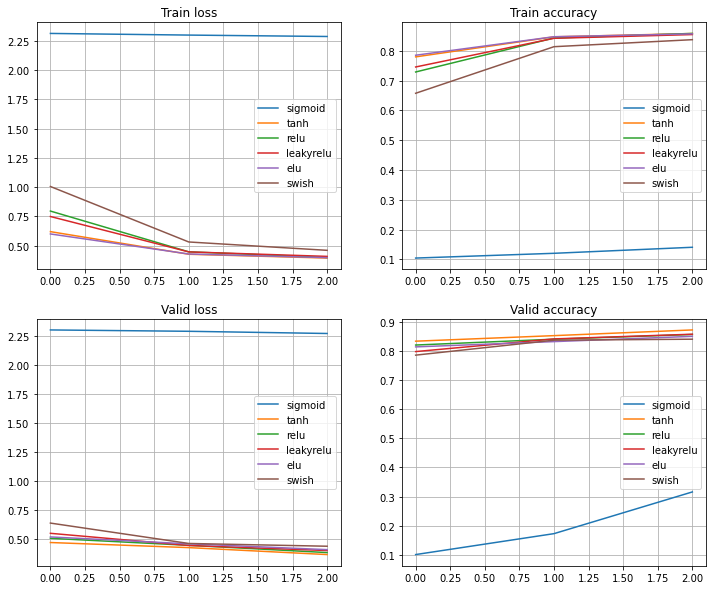 Train loss
2.25
2.00
1.75
1.50
1.25
1.00
0.75
0.50
0.00 0.25 0.50 0.75 1.00 1.25 1.50 1.75 2.00
sigmoid
tanh
relu
leakyrelu
elu
swish
Train accuracy
0.8
0.7
0.6
0.5
0.4
0.3
0.2
0.1
0.00 0.25 0.50 0.75 1.00 1.25 1.50 1.75 2.00
sigmoid
tanh
relu
leakyrelu
elu
swish
Valid loss
2.25
2.00
1.75
1.50
1.25
1.00
0.75
0.50
0.00 0.25 0.50 0.75 1.00 1.25 1.50 1.75 2.00
sigmoid
tanh
relu
leakyrelu
elu
swish
Valid accuracy
0.9
0.8
0.7
0.6
0.5
0.4
0.3
0.2
0.1
0.00 0.25 0.50 0.75 1.00 1.25 1.50 1.75 2.00
sigmoid
tanh
relu
leakyrelu
elu
swish